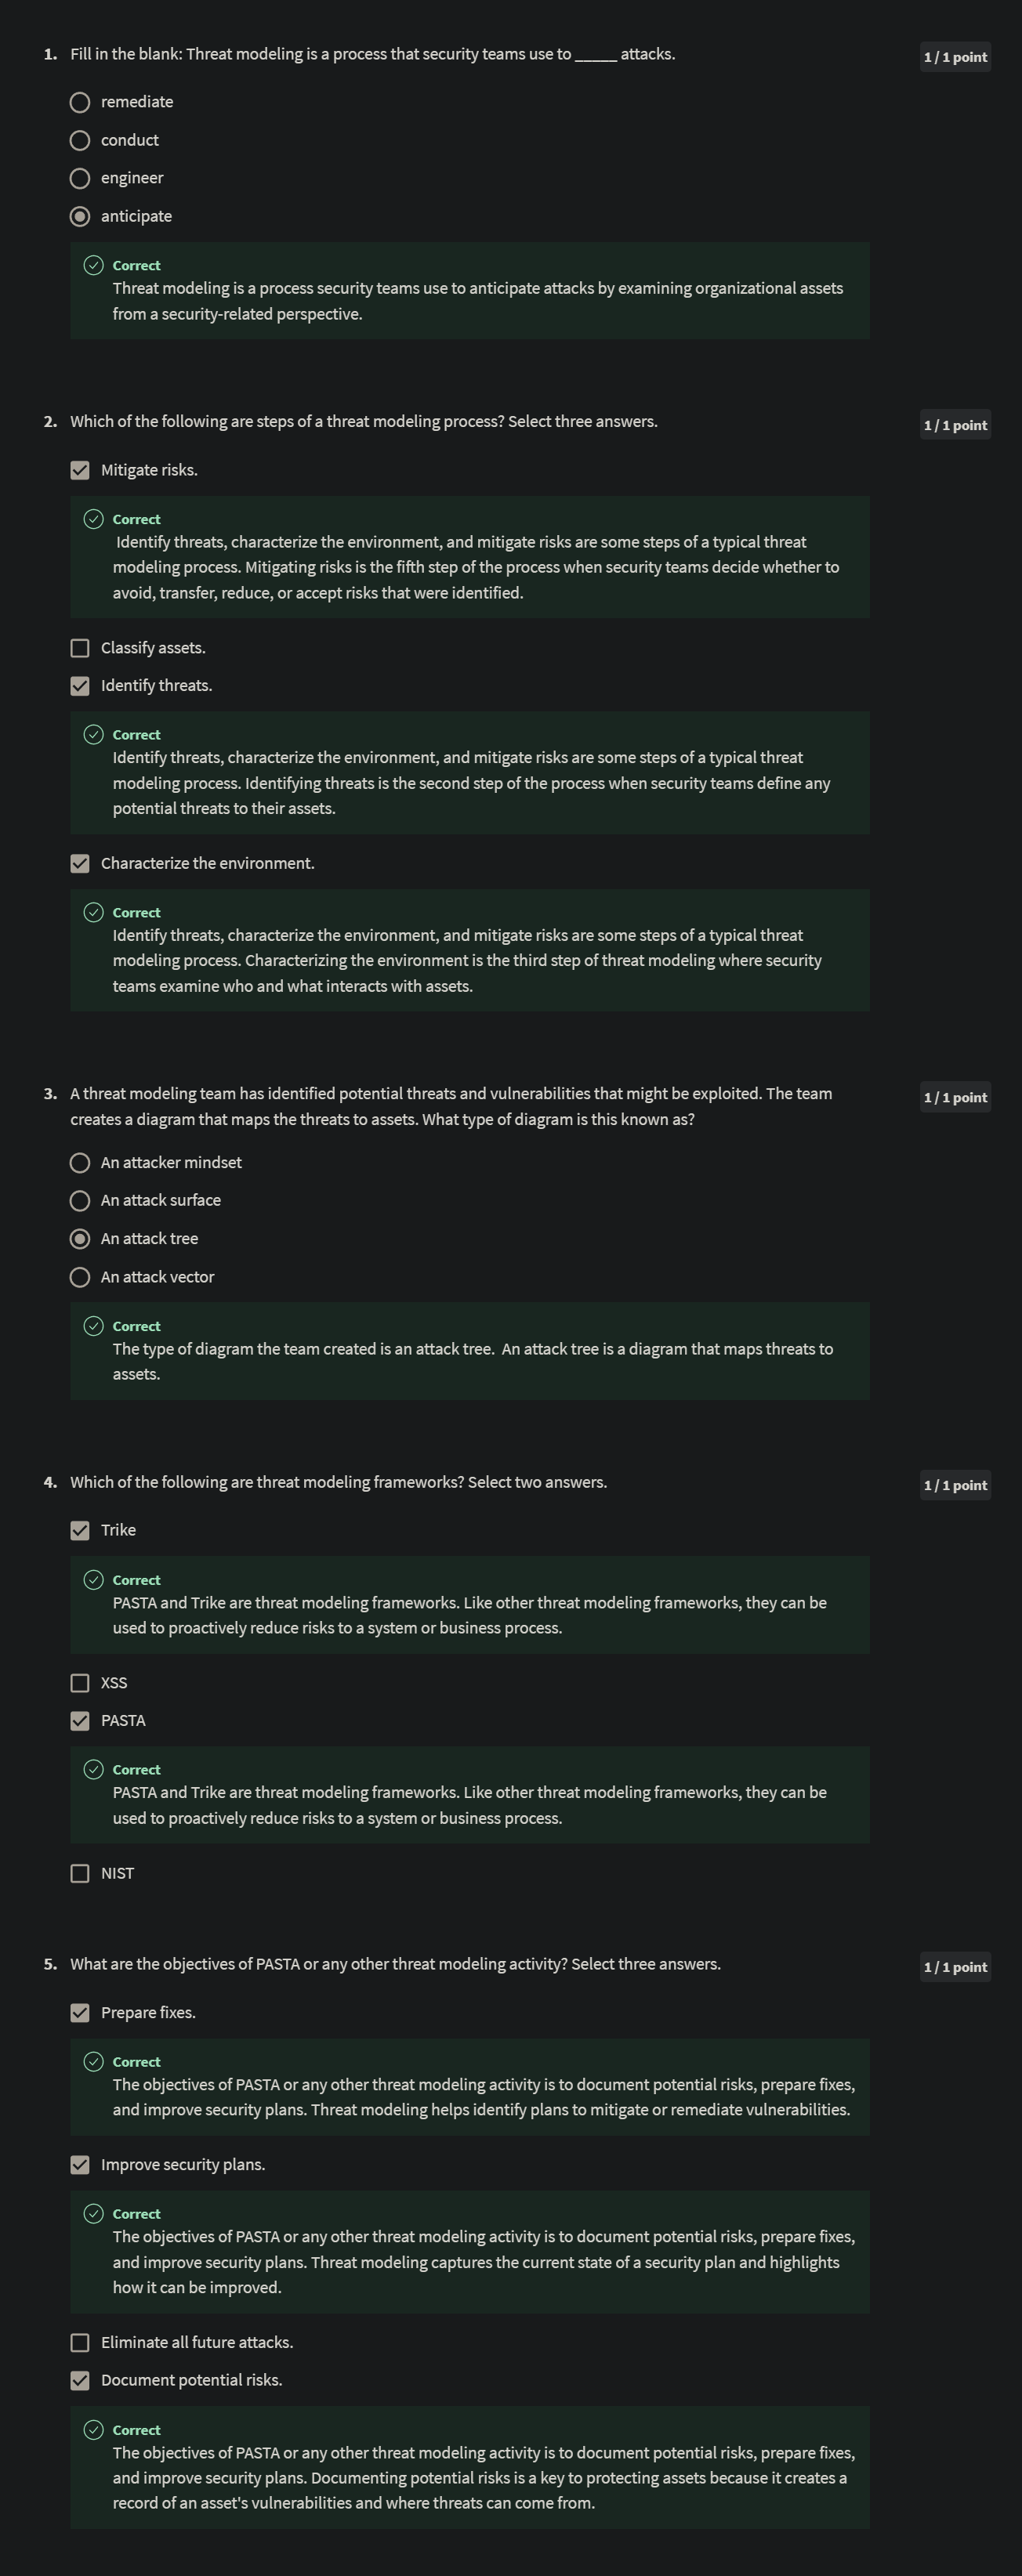 1. Fill in the blank: Threat modeling is a process that security teams use to _____ attacks.
1 / 1 point
remediate
conduct
engineer
anticipate
Correct
Threat modeling is a process security teams use to anticipate attacks by examining organizational assets
from a security-related perspective.
2. Which of the following are steps of a threat modeling process? Select three answers.
1 / 1 point
Mitigate risks.
Correct
Identify threats, characterize the environment, and mitigate risks are some steps of a typical threat
modeling process. Mitigating risks is the fifth step of the process when security teams decide whether to
avoid, transfer, reduce, or accept risks that were identified.
Classify assets.
Identify threats.
Correct
Identify threats, characterize the environment, and mitigate risks are some steps of a typical threat
modeling process. Identifying threats is the second step of the process when security teams define any
potential threats to their assets.
Characterize the environment.
Correct
Identify threats, characterize the environment, and mitigate risks are some steps of a typical threat
modeling process. Characterizing the environment is the third step of threat modeling where security
teams examine who and what interacts with assets.
3. A threat modeling team has identified potential threats and vulnerabilities that might be exploited. The team
creates a diagram that maps the threats to assets. What type of diagram is this known as?
1 / 1 point
An attacker mindset
An attack surface
An attack tree
An attack vector
Correct
The type of diagram the team created is an attack tree.  An attack tree is a diagram that maps threats to
assets.
4. Which of the following are threat modeling frameworks? Select two answers.
1 / 1 point
Trike
Correct
PASTA and Trike are threat modeling frameworks. Like other threat modeling frameworks, they can be
used to proactively reduce risks to a system or business process.
XSS
PASTA
Correct
PASTA and Trike are threat modeling frameworks. Like other threat modeling frameworks, they can be
used to proactively reduce risks to a system or business process.
NIST
5. What are the objectives of PASTA or any other threat modeling activity? Select three answers.
1 / 1 point
Prepare fixes.
Correct
The objectives of PASTA or any other threat modeling activity is to document potential risks, prepare fixes,
and improve security plans. Threat modeling helps identify plans to mitigate or remediate vulnerabilities.
Improve security plans.
Correct
The objectives of PASTA or any other threat modeling activity is to document potential risks, prepare fixes,
and improve security plans. Threat modeling captures the current state of a security plan and highlights
how it can be improved.
Eliminate all future attacks.
Document potential risks.
Correct
The objectives of PASTA or any other threat modeling activity is to document potential risks, prepare fixes,
and improve security plans. Documenting potential risks is a key to protecting assets because it creates a
record of an asset's vulnerabilities and where threats can come from.